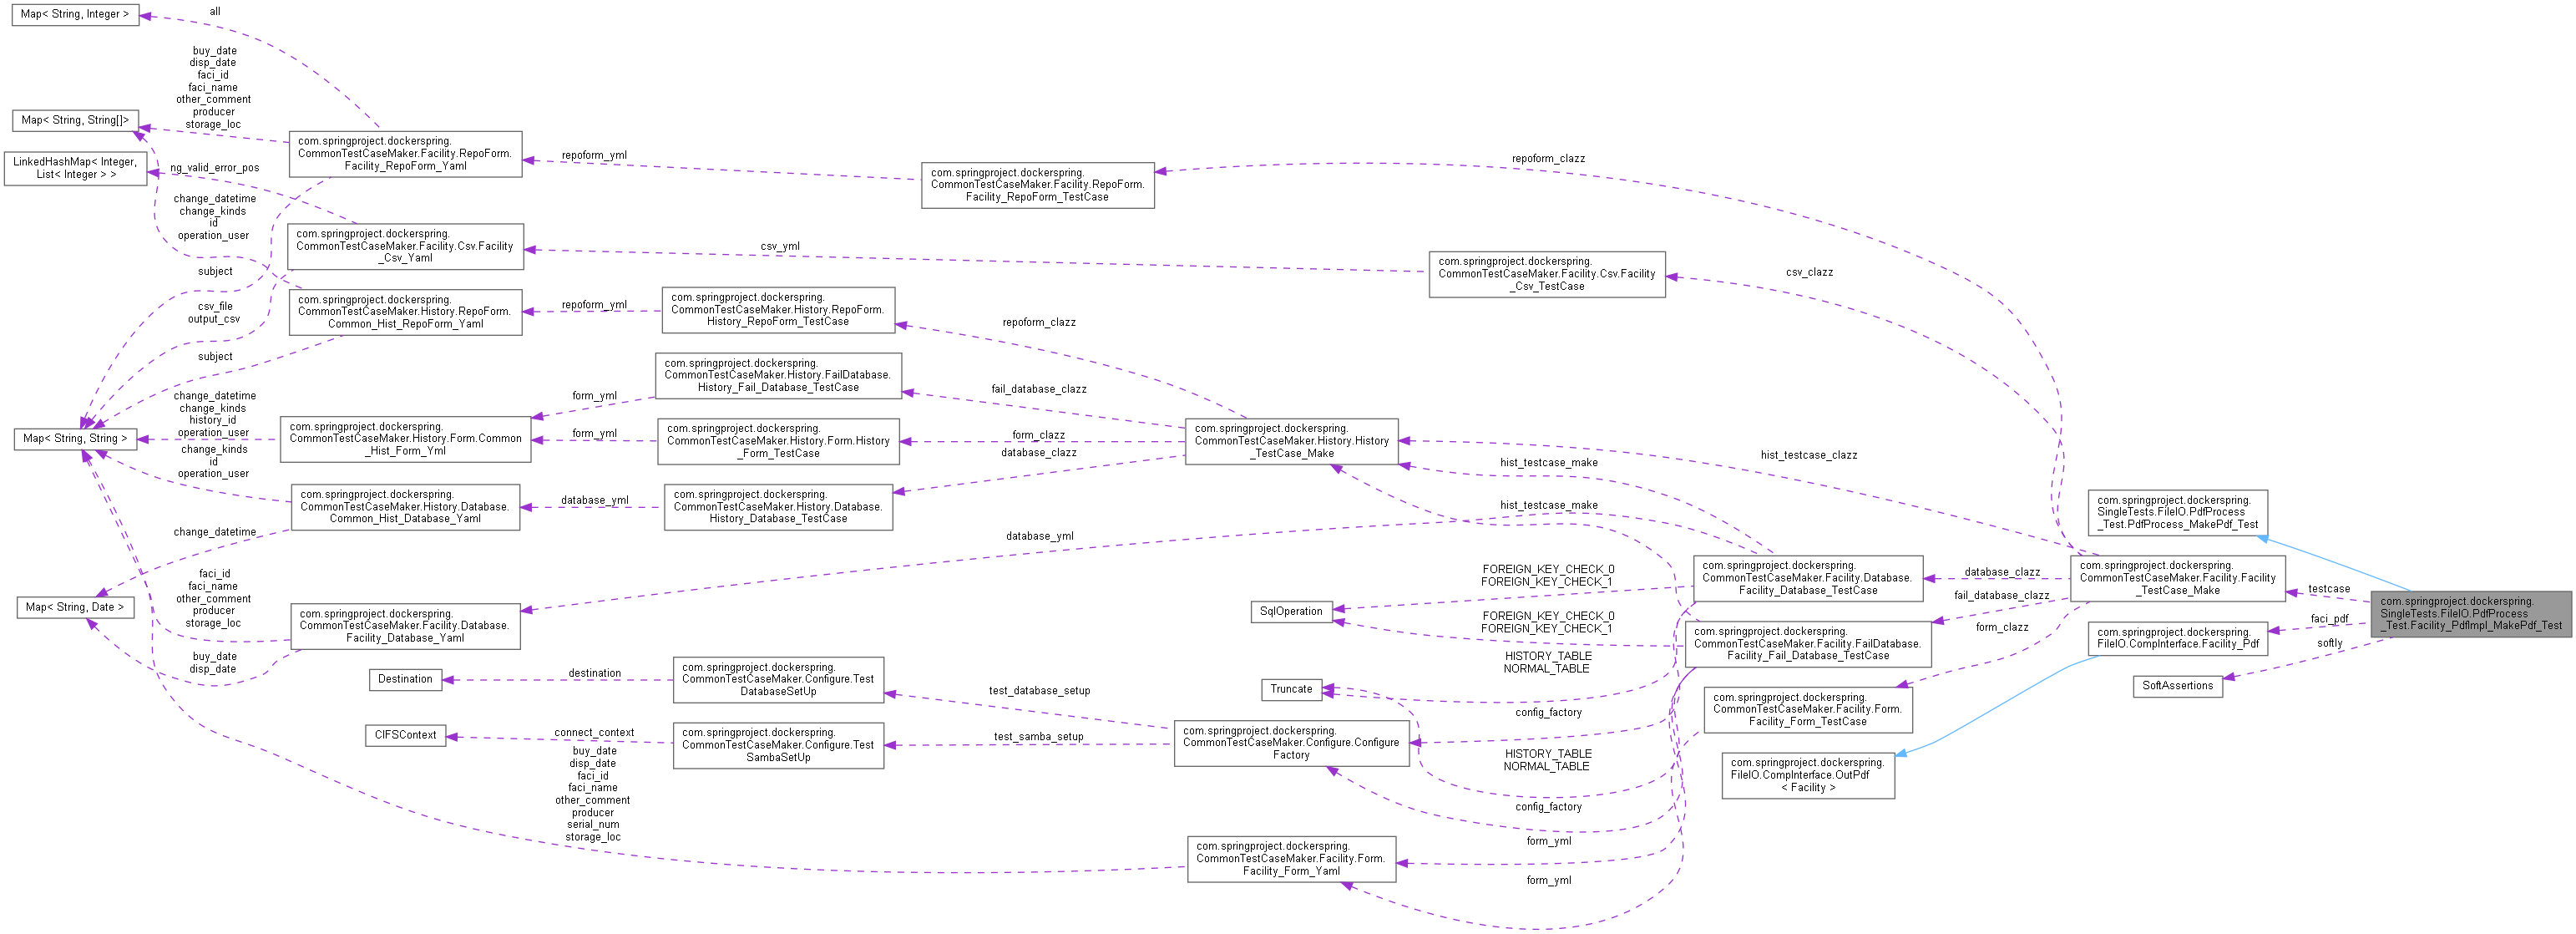 Map< String, Integer >
all
buy_date
disp_date
faci_id
faci_name
other_comment
producer
storage_loc
Map< String, String[]>
LinkedHashMap< Integer,
List< Integer > >
com.springproject.dockerspring.
CommonTestCaseMaker.Facility.RepoForm.
Facility_RepoForm_Yaml
repoform_yml
com.springproject.dockerspring.
CommonTestCaseMaker.Facility.RepoForm.
Facility_RepoForm_TestCase
repoform_clazz
ng_valid_error_pos
change_datetime
change_kinds
id
operation_user
com.springproject.dockerspring.
CommonTestCaseMaker.Facility.Csv.Facility
_Csv_Yaml
csv_yml
com.springproject.dockerspring.
CommonTestCaseMaker.Facility.Csv.Facility
_Csv_TestCase
csv_clazz
subject
csv_file
output_csv
com.springproject.dockerspring.
CommonTestCaseMaker.History.RepoForm.
Common_Hist_RepoForm_Yaml
repoform_yml
com.springproject.dockerspring.
CommonTestCaseMaker.History.RepoForm.
History_RepoForm_TestCase
repoform_clazz
subject
com.springproject.dockerspring.
CommonTestCaseMaker.History.FailDatabase.
History_Fail_Database_TestCase
fail_database_clazz
change_datetime
change_kinds
history_id
operation_user
Map< String, String >
com.springproject.dockerspring.
CommonTestCaseMaker.History.Form.Common
_Hist_Form_Yml
form_yml
form_yml
com.springproject.dockerspring.
CommonTestCaseMaker.History.Form.History
_Form_TestCase
form_clazz
database_clazz
com.springproject.dockerspring.
CommonTestCaseMaker.History.History
_TestCase_Make
hist_testcase_make
hist_testcase_clazz
change_kinds
id
operation_user
com.springproject.dockerspring.
CommonTestCaseMaker.History.Database.
Common_Hist_Database_Yaml
database_yml
com.springproject.dockerspring.
CommonTestCaseMaker.History.Database.
History_Database_TestCase
hist_testcase_make
database_yml
com.springproject.dockerspring.
SingleTests.FileIO.PdfProcess
_Test.PdfProcess_MakePdf_Test
change_datetime
faci_id
faci_name
other_comment
producer
storage_loc
Map< String, Date >
com.springproject.dockerspring.
CommonTestCaseMaker.Facility.Database.
Facility_Database_Yaml
buy_date
disp_date
FOREIGN_KEY_CHECK_0
FOREIGN_KEY_CHECK_1
SqlOperation
FOREIGN_KEY_CHECK_0
FOREIGN_KEY_CHECK_1
com.springproject.dockerspring.
CommonTestCaseMaker.Facility.Database.
Facility_Database_TestCase
database_clazz
com.springproject.dockerspring.
CommonTestCaseMaker.Facility.Facility
_TestCase_Make
testcase
com.springproject.dockerspring.
SingleTests.FileIO.PdfProcess
_Test.Facility_PdfImpl_MakePdf_Test
fail_database_clazz
form_clazz
faci_pdf
softly
com.springproject.dockerspring.
CommonTestCaseMaker.Facility.FailDatabase.
Facility_Fail_Database_TestCase
com.springproject.dockerspring.
FileIO.CompInterface.Facility_Pdf
SoftAssertions
Destination
destination
com.springproject.dockerspring.
CommonTestCaseMaker.Configure.Test
DatabaseSetUp
test_database_setup
HISTORY_TABLE
NORMAL_TABLE
Truncate
config_factory
com.springproject.dockerspring.
CommonTestCaseMaker.Facility.Form.
Facility_Form_TestCase
CIFSContext
connect_context
com.springproject.dockerspring.
CommonTestCaseMaker.Configure.Test
SambaSetUp
test_samba_setup
com.springproject.dockerspring.
CommonTestCaseMaker.Configure.Configure
Factory
HISTORY_TABLE
NORMAL_TABLE
com.springproject.dockerspring.
FileIO.CompInterface.OutPdf
< Facility >
buy_date
disp_date
faci_id
faci_name
other_comment
producer
serial_num
storage_loc
config_factory
form_yml
com.springproject.dockerspring.
CommonTestCaseMaker.Facility.Form.
Facility_Form_Yaml
form_yml